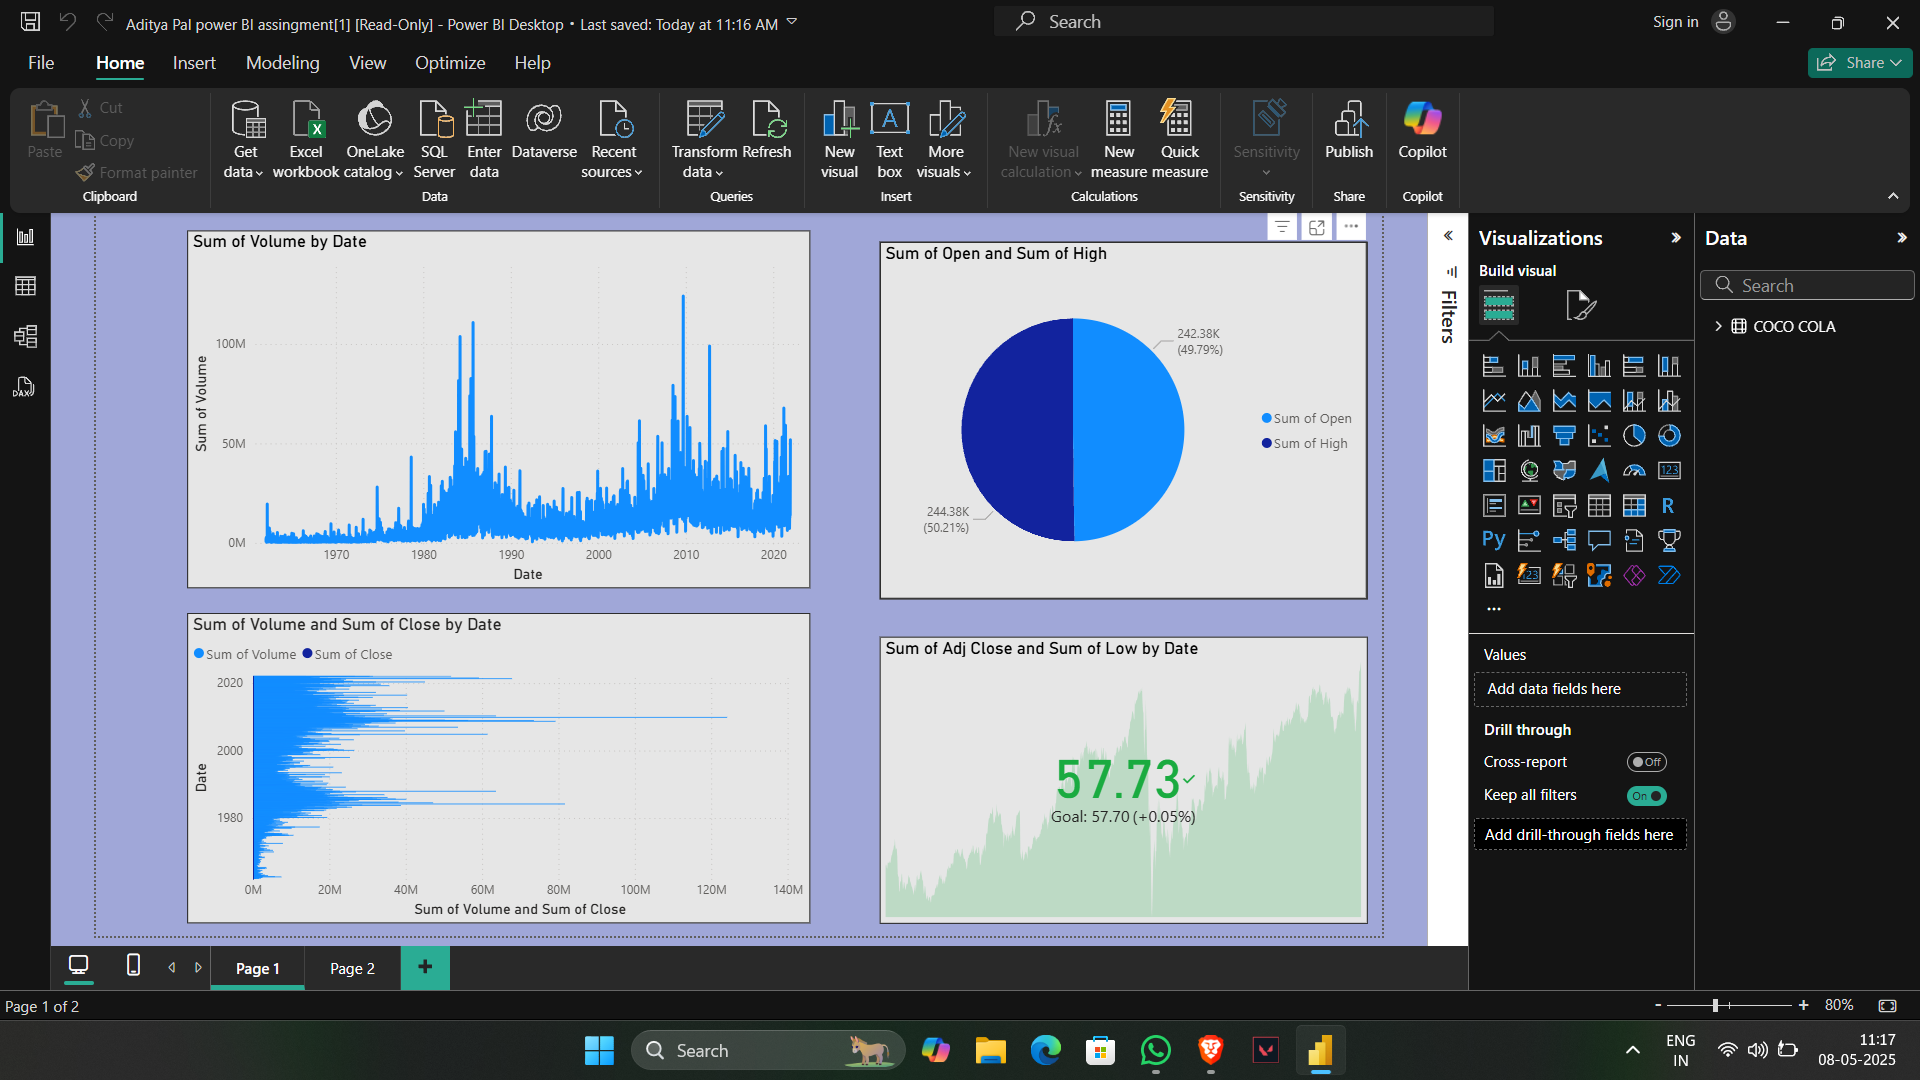 Aditya Pal power BI assingment[1] [Read-Only] - Power BI Desktop • Last saved: Today at 11:16 AM
Search
Sign in
File
Home
Insert
Modeling
View
Optimize
Help
Share
Paste
Cut
Copy
Format painter
Clipboard
Get data
Excel workbook
OneLake catalog
SQL Server
Enter data
Dataverse
Recent sources
Data
Transform data
Refresh
Queries
New visual
Text box
More visuals
Insert
New visual calculation
New measure
Quick measure
Calculations
Sensitivity
Sensitivity
Publish
Share
Copilot
Copilot
DAX
Sum of Volume by Date
Sum of Volume
100M
50M
0M
1970
1980
1990
2000
2010
2020
Date
Sum of Open and Sum of High
242.38K
(49.79%)
244.38K
(50.21%)
Sum of Open
Sum of High
Sum of Volume and Sum of Close by Date
Sum of Volume
Sum of Close
Date
2020
2000
1980
0M
20M
40M
60M
80M
100M
120M
140M
Sum of Volume and Sum of Close
Sum of Adj Close and Sum of Low by Date
57.73
Goal: 57.70 (+0.05%)
Filters
Visualizations
Build visual
123
R
Py
123
Values
Add data fields here
Drill through
Cross-report
Off
Keep all filters
On
Add drill-through fields here
Data
Search
COCO COLA
Page 1
Page 2
+
Page 1 of 2
- + 80%
Search
ENG
IN
11:17
08-05-2025